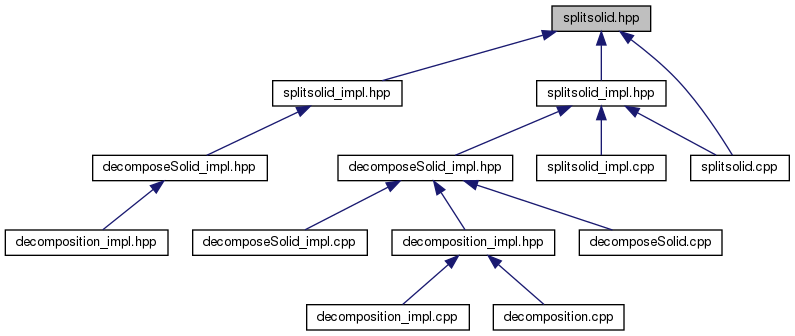 splitsolid.hpp
splitsolid_impl.hpp
splitsolid_impl.hpp
decomposeSolid_impl.hpp
decomposeSolid_impl.hpp
splitsolid_impl.cpp
splitsolid.cpp
decomposition_impl.hpp
decomposeSolid_impl.cpp
decomposition_impl.hpp
decomposeSolid.cpp
decomposition_impl.cpp
decomposition.cpp